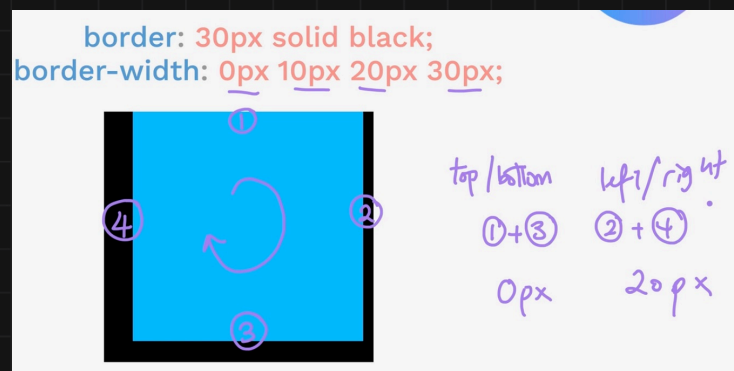 border: 30px solid black;
border-width: 0px 10px 20px 30px;
①
②
③
④
top/bottom left/right
①+③ ②+④
0px 20px